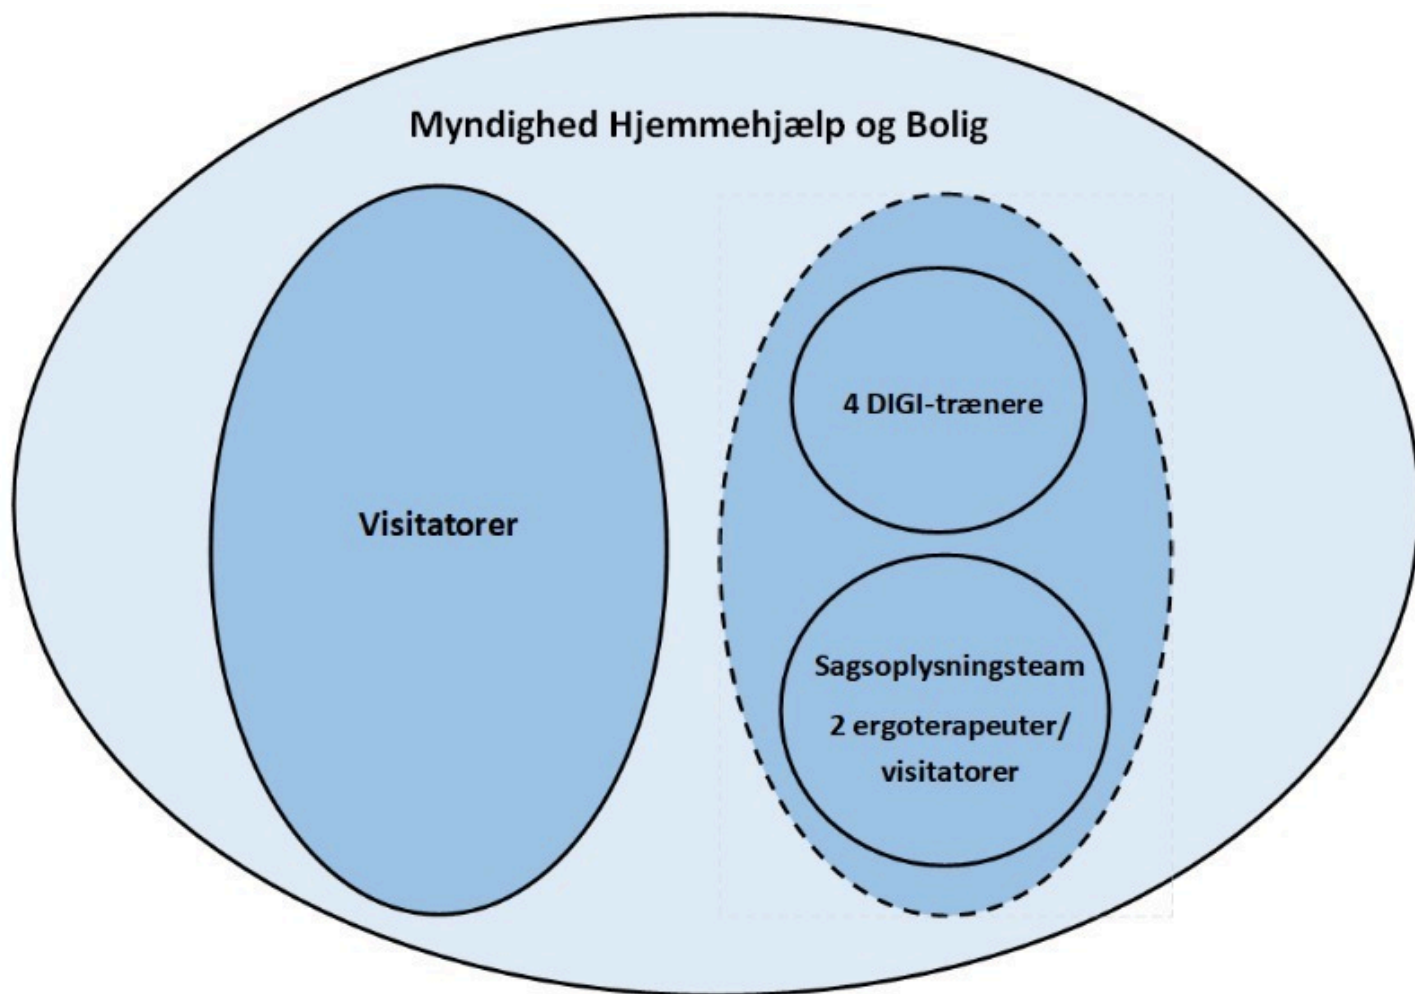 Myndighed Hjemmehjælp og Bolig
Visitatorer
4 DIGI-trænere
Sagsoplysningsteam
2 ergoterapeuter/
visitatorer